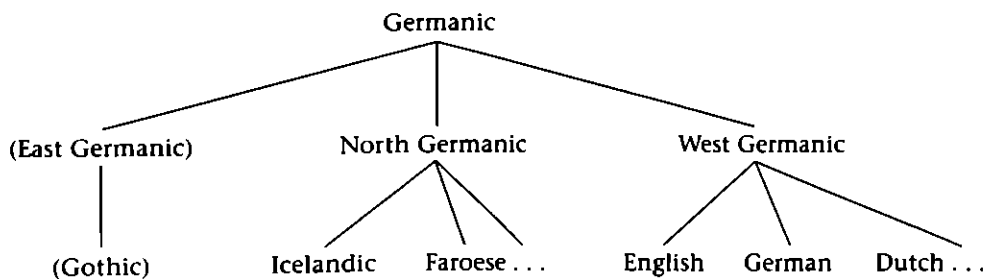 Germanic
(East Germanic) North Germanic West Germanic
(Gothic) Icelandic Faroese . . . English German Dutch . . .